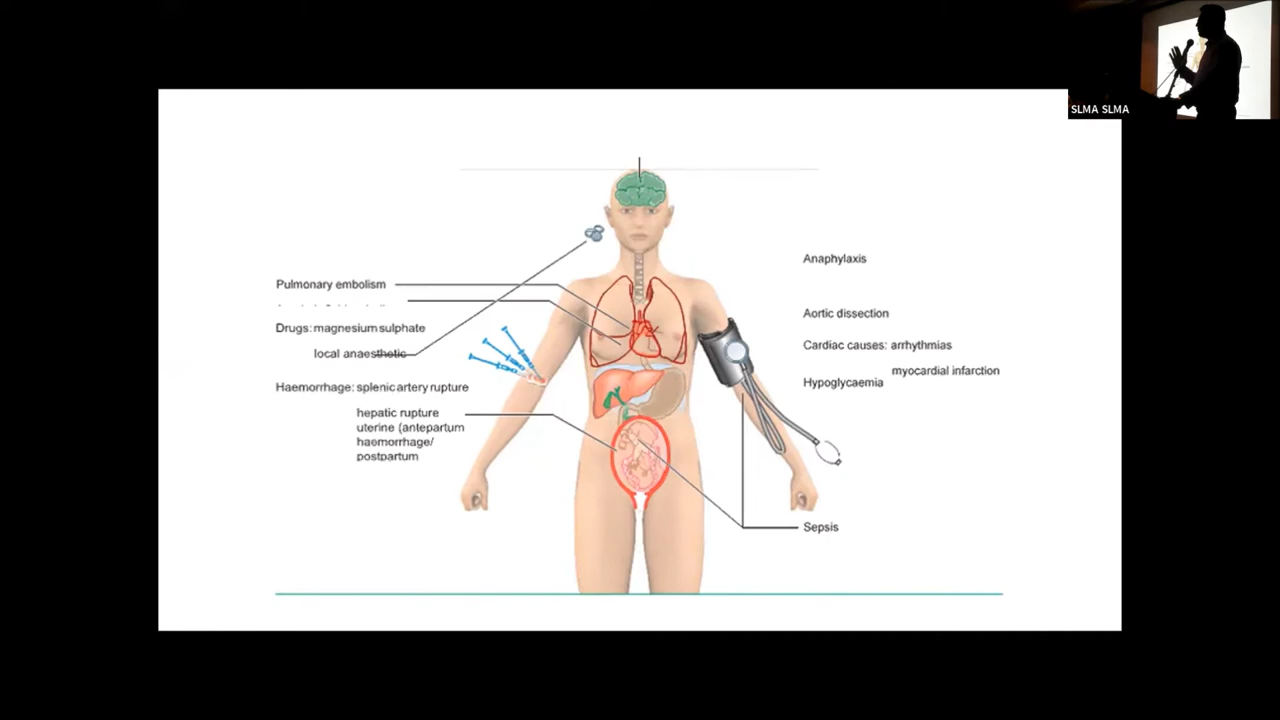 SLMA SLMA
Pulmonary embolism
Drugs: magnesium sulphate
local anaesthetic
Haemorrhage: splenic artery rupture
hepatic rupture
uterine (antepartum
haemorrhage/
postpartum
Anaphylaxis
Aortic dissection
Cardiac causes: arrhythmias
myocardial infarction
Hypoglycaemia
Sepsis